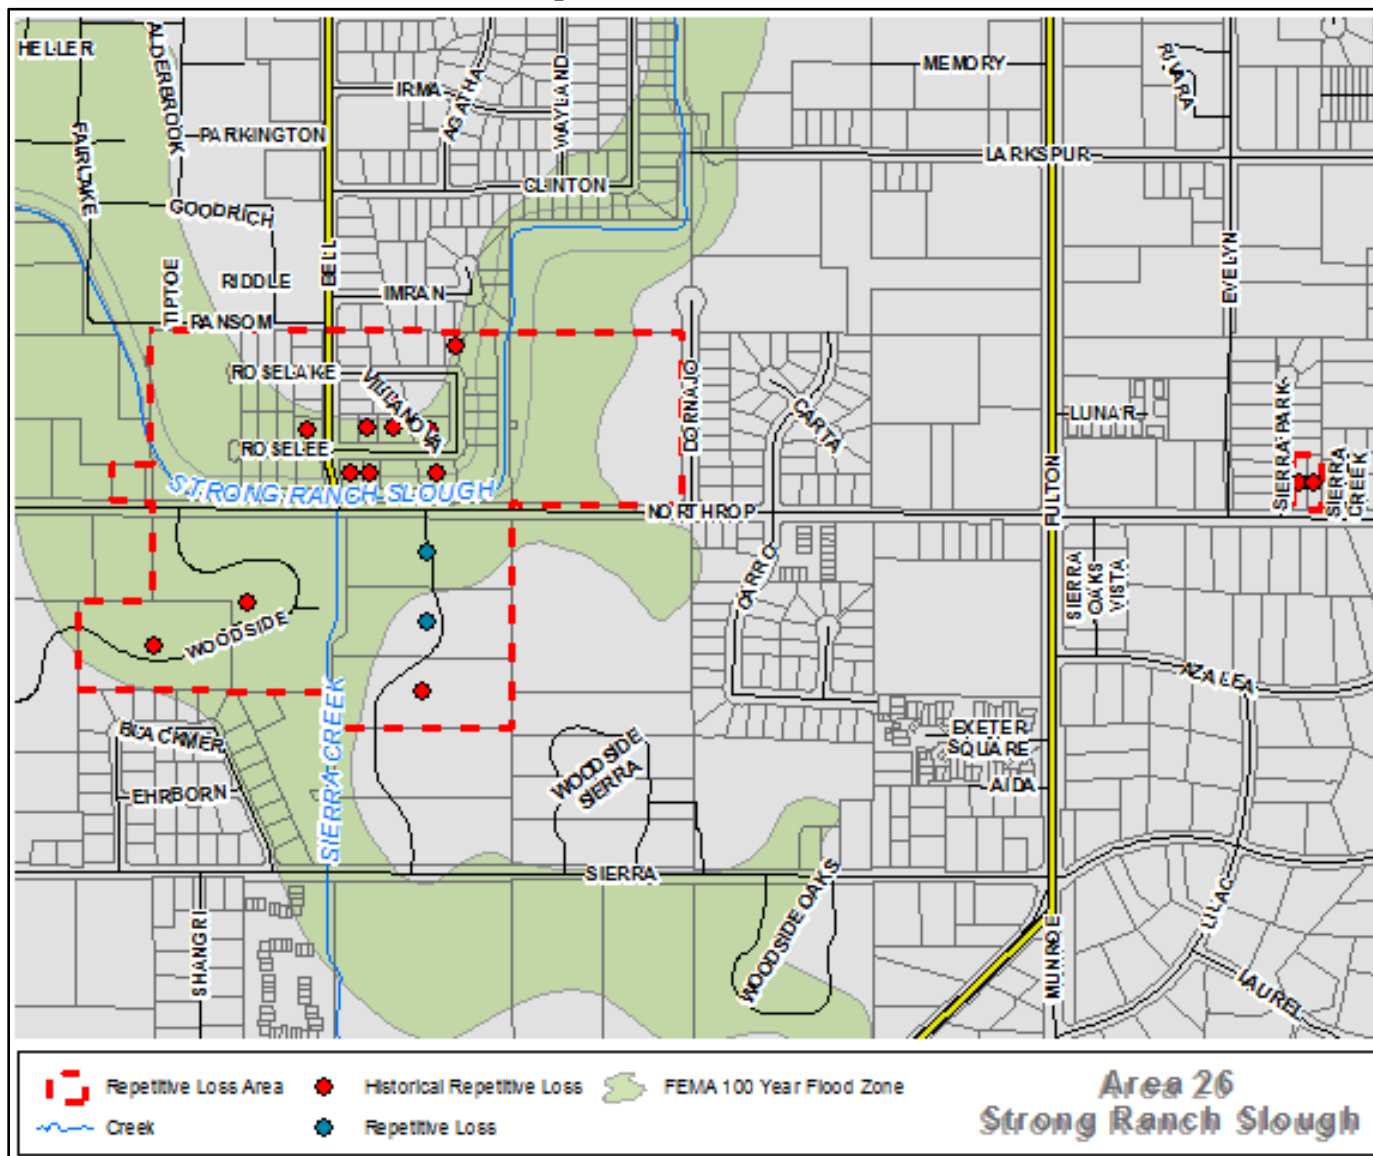 HELLER
ALDERBROOK
IRMA
AGATHA
WAYLAND
MEMORY
RIVARA
FAIRLAKE
PARKINGTON
CLINTON
LARKSPUR
GOODRICH
BELL
EVELYN
TIPTOE
RIDDLE
IMRAN
RANSOM
ROSELAKE
VILLANOVA
DORNAJO
CARTA
LUNAR
SIERRA PARK
SIERRA
CREEK
ROSELEE
STRONG RANCH SLOUGH
NORTHROP
FULTON
CARRO
SIERRA
OAKS
VISTA
WOODSIDE
AZALEA
SIERRA CREEK
BLACKMER
EHRBORN
WOODSIDE
SIERRA
EXETER
SQUARE
AIDA
SIERRA
SHANGRI
WOODSIDE OAKS
MUNROE
LILAC
LAUREL
Repetitive Loss Area
Historical Repetitive Loss
FEMA 100 Year Flood Zone
Creek
Repetitive Loss
Area 26
Strong Ranch Slough